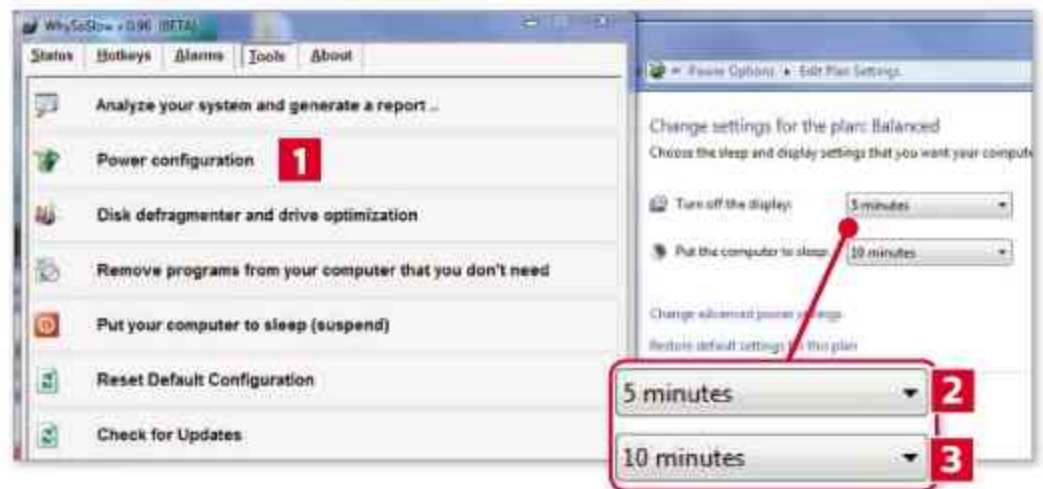 WhySoSlow v 0.96 (BETA)
Status Hotkeys Alarms Tools About
Analyze your system and generate a report ..
Power configuration
1
Disk defragmenter and drive optimization
Remove programs from your computer that you don't need
Put your computer to sleep (suspend)
Reset Default Configuration
Check for Updates
Power Options Edit Plan Settings
Change settings for the plan: Balanced
Choose the sleep and display settings that you want your compute
Turn off the display: 5 minutes
Put the computer to sleep: 10 minutes
Change advanced power settings
Restore default settings for this plan
5 minutes
2
10 minutes
3